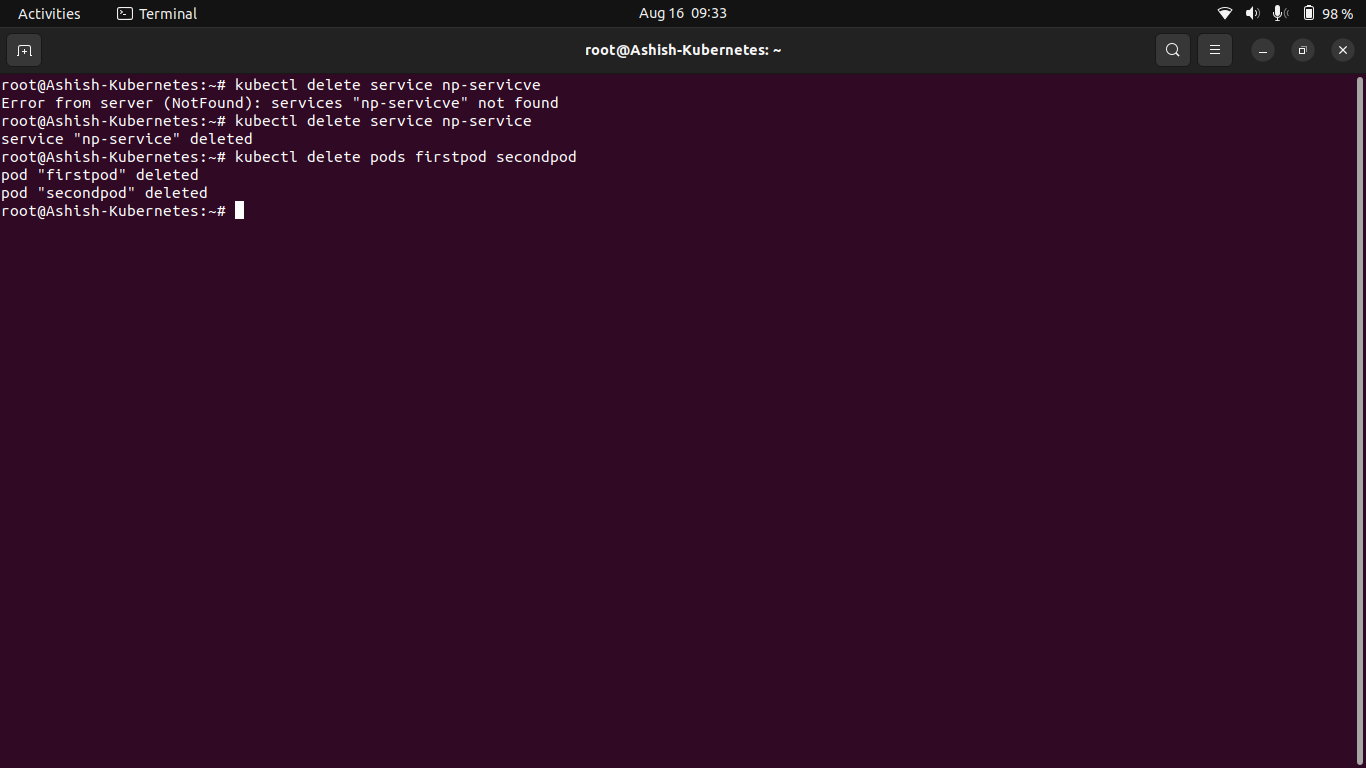 Activities Terminal Aug 16 09:33 98 %
root@Ashish-Kubernetes: ~
root@Ashish-Kubernetes:~# kubectl delete service np-servicve
Error from server (NotFound): services "np-servicve" not found
root@Ashish-Kubernetes:~# kubectl delete service np-service
service "np-service" deleted
root@Ashish-Kubernetes:~# kubectl delete pods firstpod secondpod
pod "firstpod" deleted
pod "secondpod" deleted
root@Ashish-Kubernetes:~#